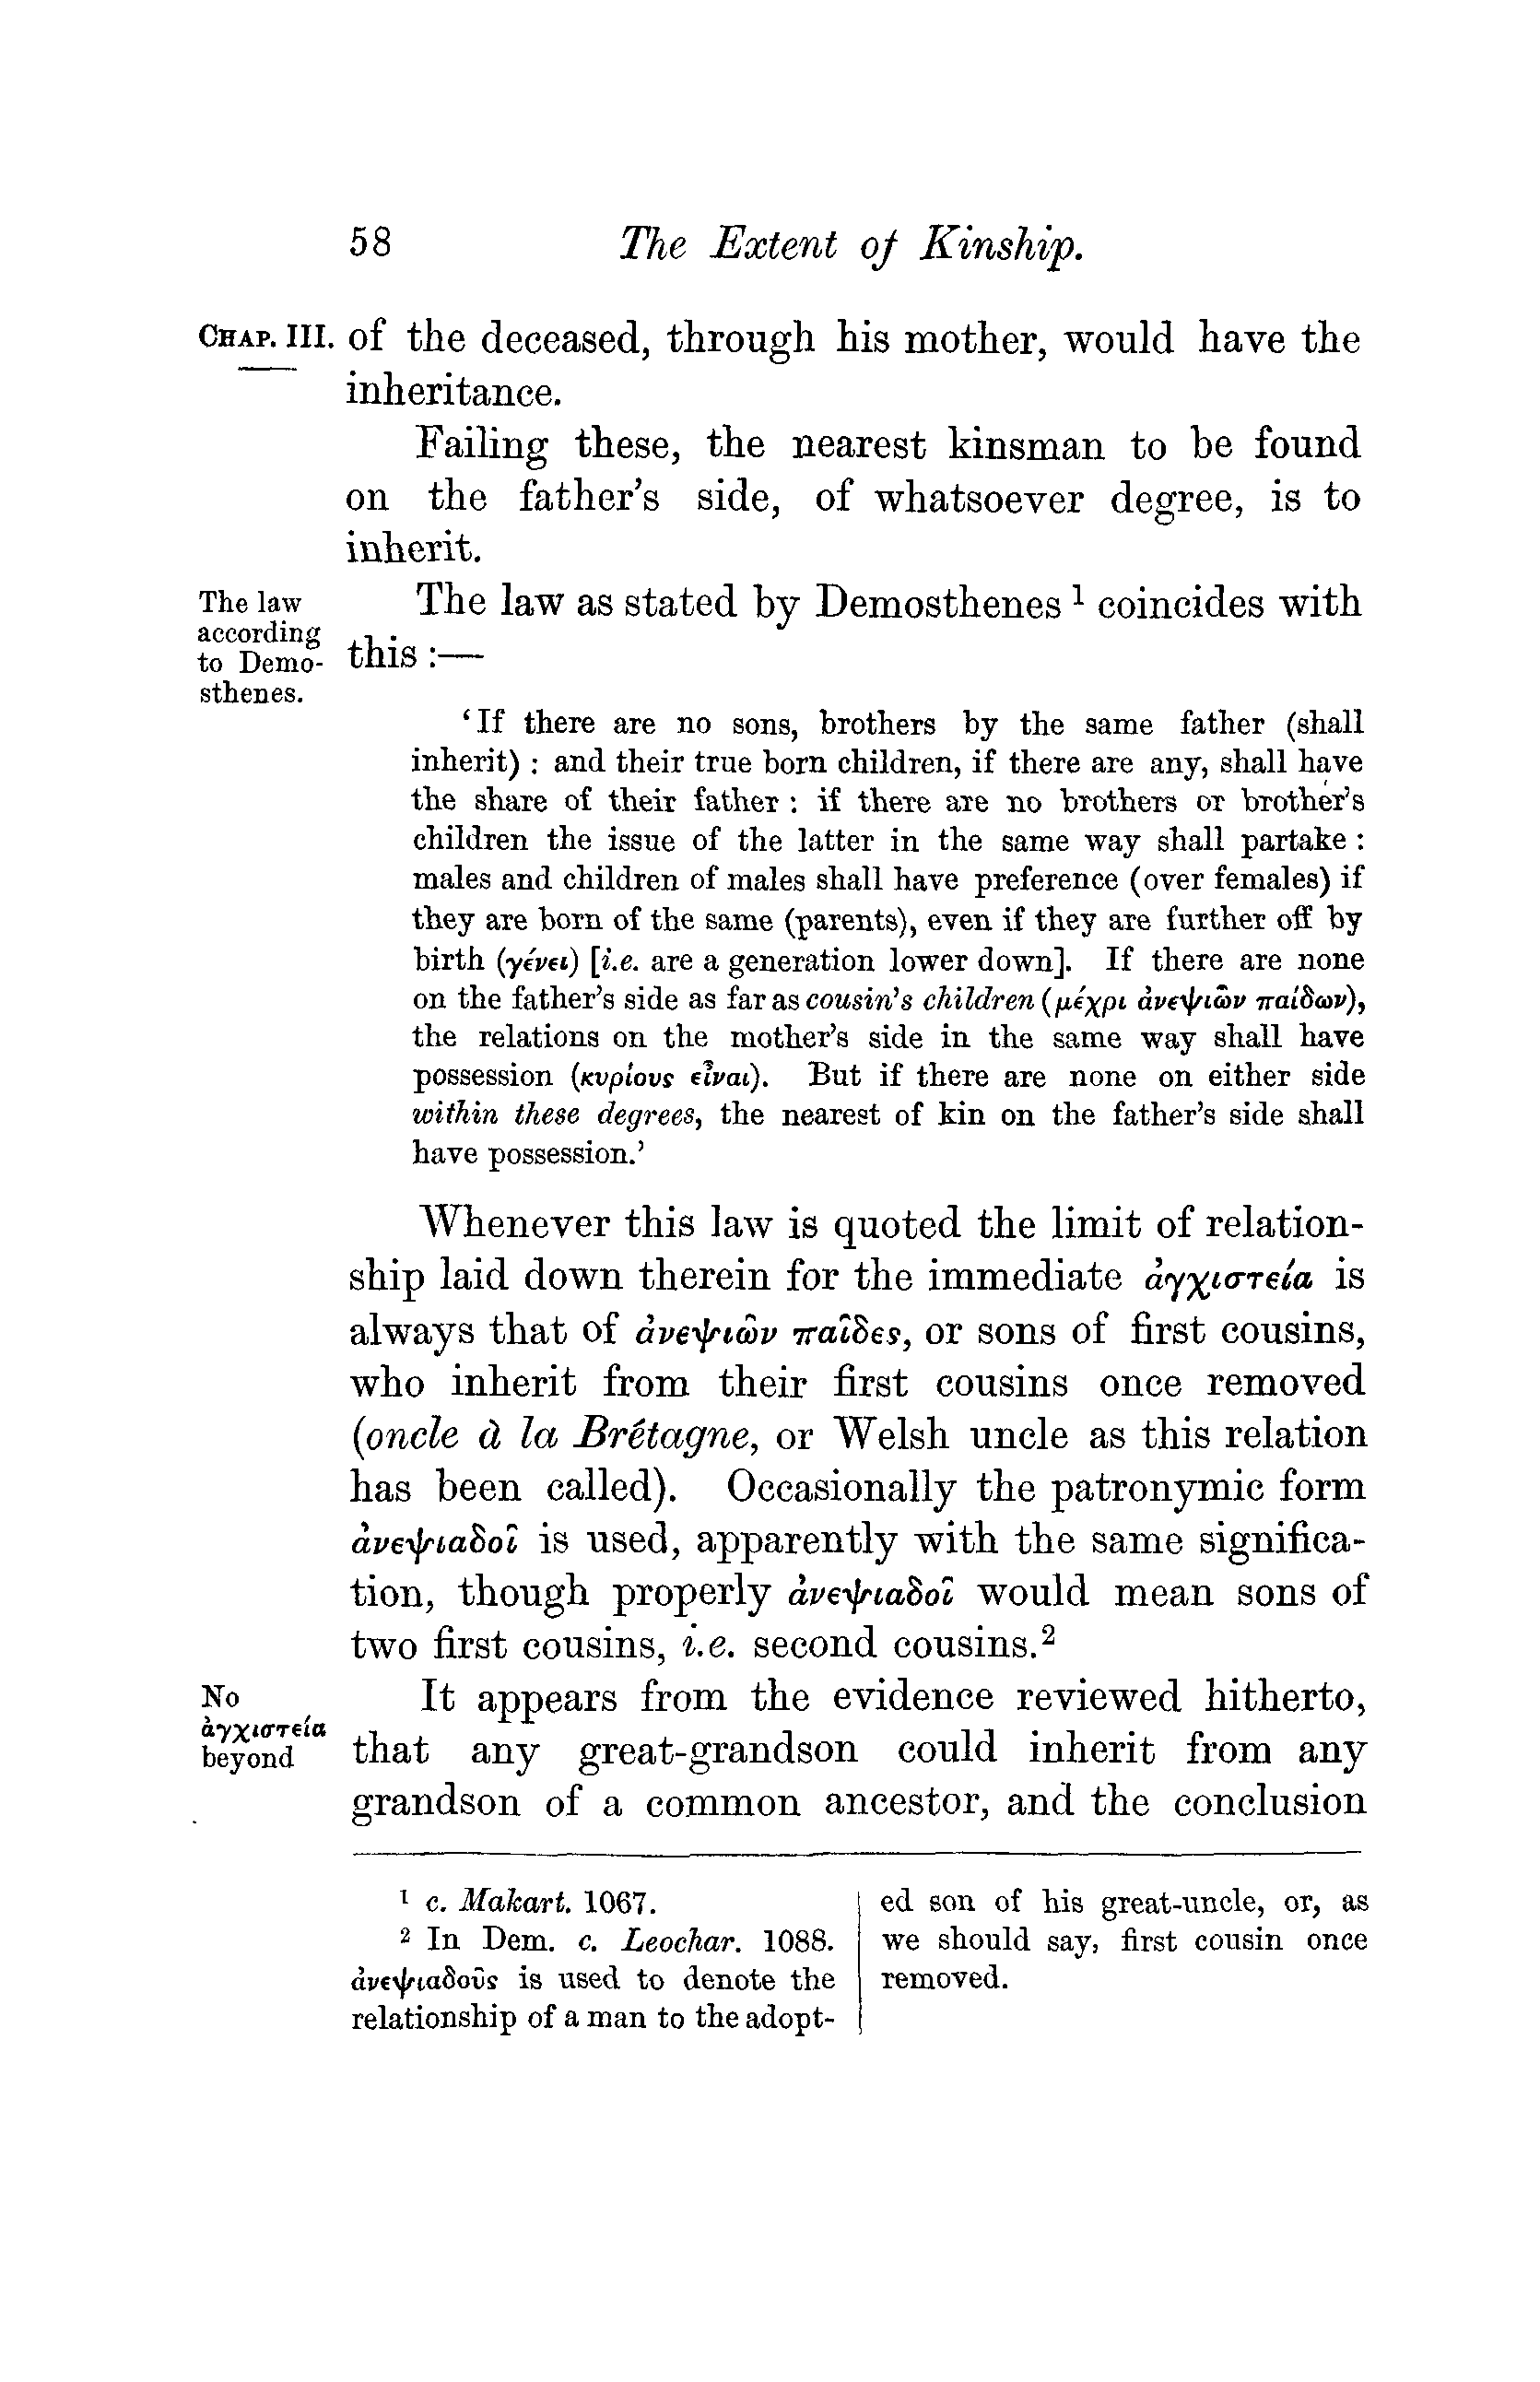 58 The Extent of Kinship.
CHAP. III. of the deceased, through his mother, would have the
inheritance.
Failing these, the nearest kinsman to be found
on the father's side, of whatsoever degree, is to
inherit.
The law according to Demo-sthenes.
The law as stated by Demosthenes ¹ coincides with
this :—
'If there are no sons, brothers by the same father (shall
inherit) : and their true born children, if there are any, shall have
the share of their father : if there are no brothers or brother's
children the issue of the latter in the same way shall partake :
males and children of males shall have preference (over females) if
they are born of the same (parents), even if they are further off by
birth (γένει) [i.e. are a generation lower down]. If there are none
on the father's side as far as cousin's children (μέχρι ἀνεψιῶν παίδων),
the relations on the mother's side in the same way shall have
possession (κυρίους εἶναι). But if there are none on either side
within these degrees, the nearest of kin on the father's side shall
have possession.'
Whenever this law is quoted the limit of relation-
ship laid down therein for the immediate ἀγχιστεία is
always that of ἀνεψιῶν παῖδες, or sons of first cousins,
who inherit from their first cousins once removed
(oncle à la Brétagne, or Welsh uncle as this relation
has been called). Occasionally the patronymic form
ἀνεψιαδοῖ is used, apparently with the same significa-
tion, though properly ἀνεψιαδοῖ would mean sons of
two first cousins, i.e. second cousins.²
No
ἀγχιστεία
beyond
It appears from the evidence reviewed hitherto,
that any great-grandson could inherit from any
grandson of a common ancestor, and the conclusion
¹ c. Makart. 1067.
² In Dem. c. Leochar. 1088.
ἀνεψιαδοῦς is used to denote the
relationship of a man to the adopt-
ed son of his great-uncle, or, as
we should say, first cousin once
removed.